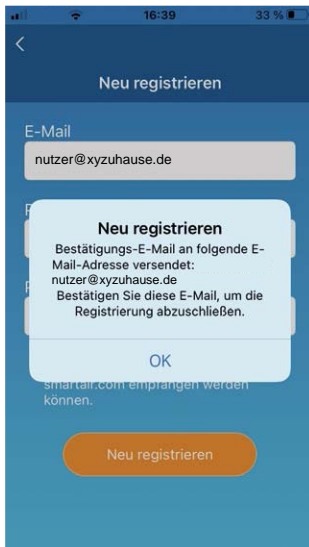 16:39
33 %
Neu registrieren
E-Mail
nutzer@xyzuhause.de
Neu registrieren
Bestätigungs-E-Mail an folgende E-
Mail-Adresse versendet:
nutzer@xyzuhause.de
Bestätigen Sie diese E-Mail, um die
Registrierung abzuschließen.
OK
smartair.com empfangen werden
können.
Neu registrieren